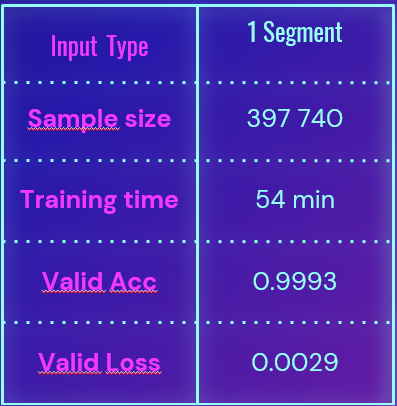 Input Type 1 Segment
Sample size 397 740
Training time 54 min
Valid Acc 0.9993
Valid Loss 0.0029